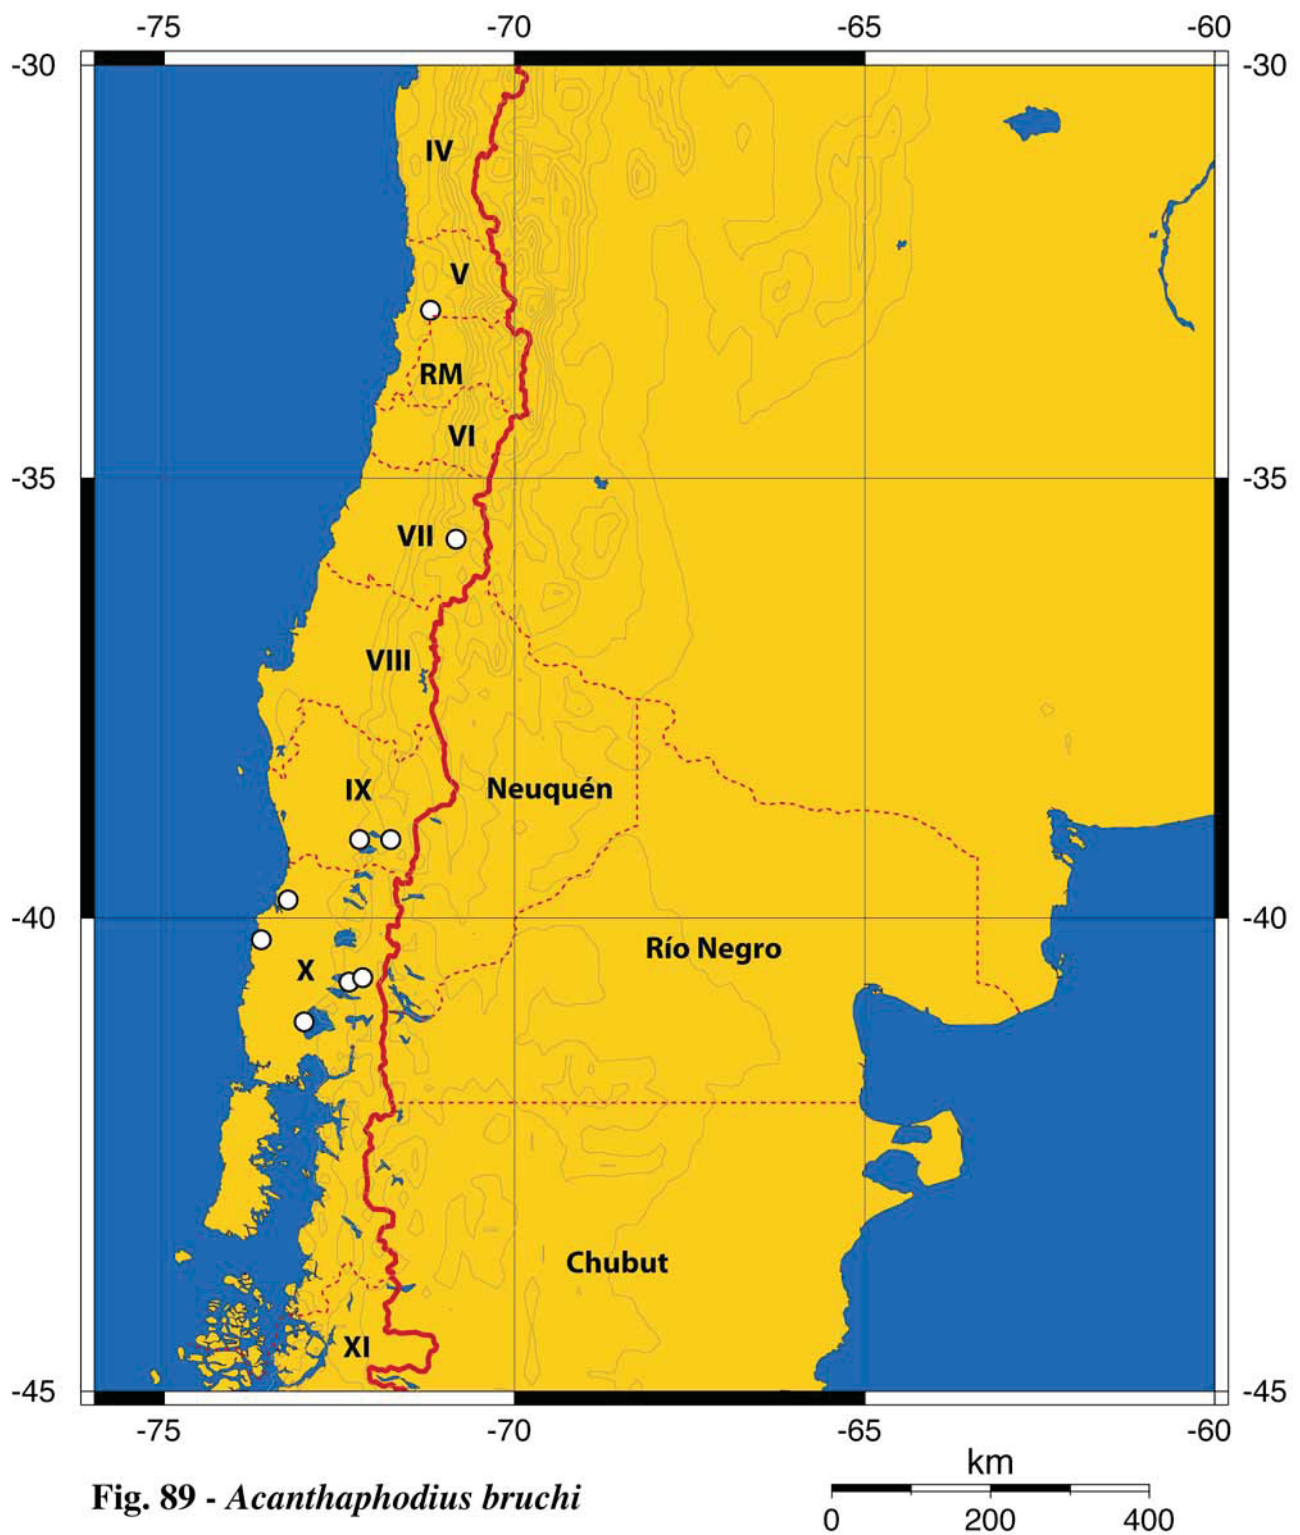 -75 -70 -65 -60
-30 -30
IV
V
RM
VI
-35 -35
VII
VIII
IX Neuquén
-40 -40
Río Negro
X
Chubut
XI
-45 -45
-75 -70 -65 -60
km
Fig. 89 - Acanthaphodius bruchi
0 200 400